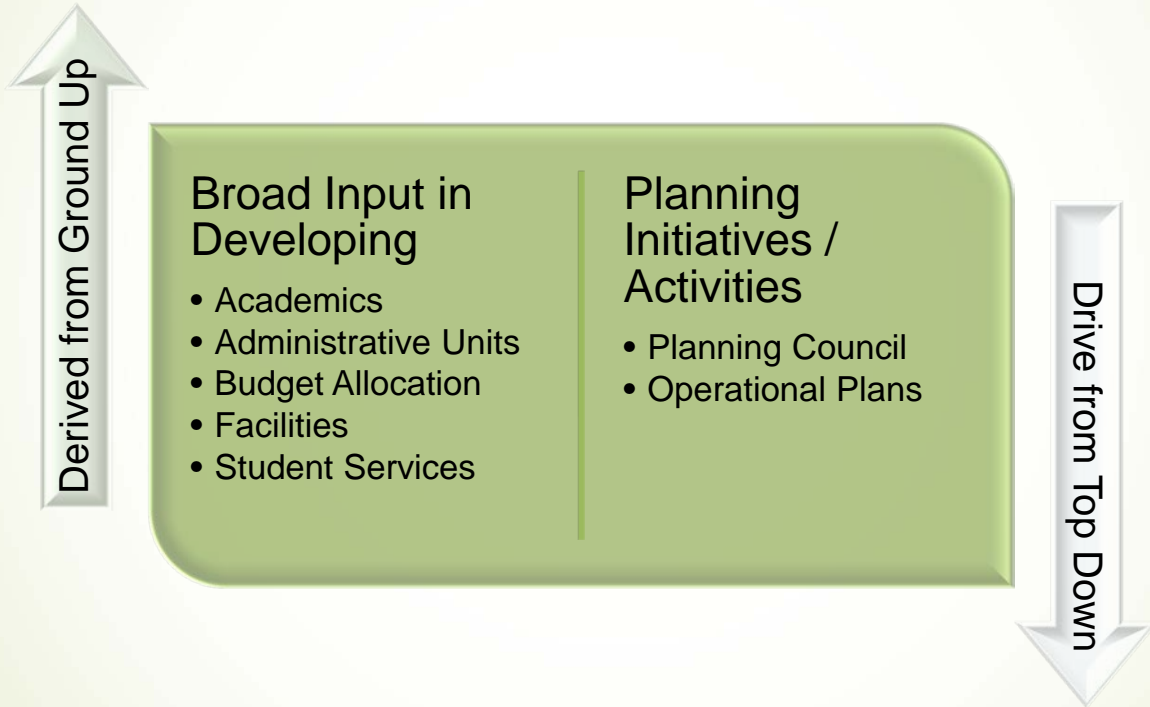 Derived from Ground Up
Broad Input in
Developing
• Academics
• Administrative Units
• Budget Allocation
• Facilities
• Student Services
Planning
Initiatives /
Activities
• Planning Council
• Operational Plans
Drive from Top Down